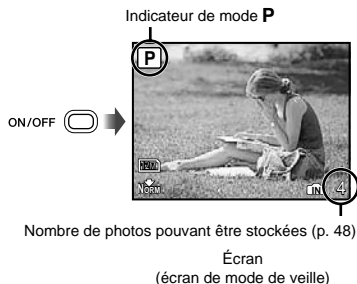 Indicateur de mode P
P
ON/OFF
12M
NORM
IN 4
Nombre de photos pouvant être stockées (p. 48)
Écran
(écran de mode de veille)